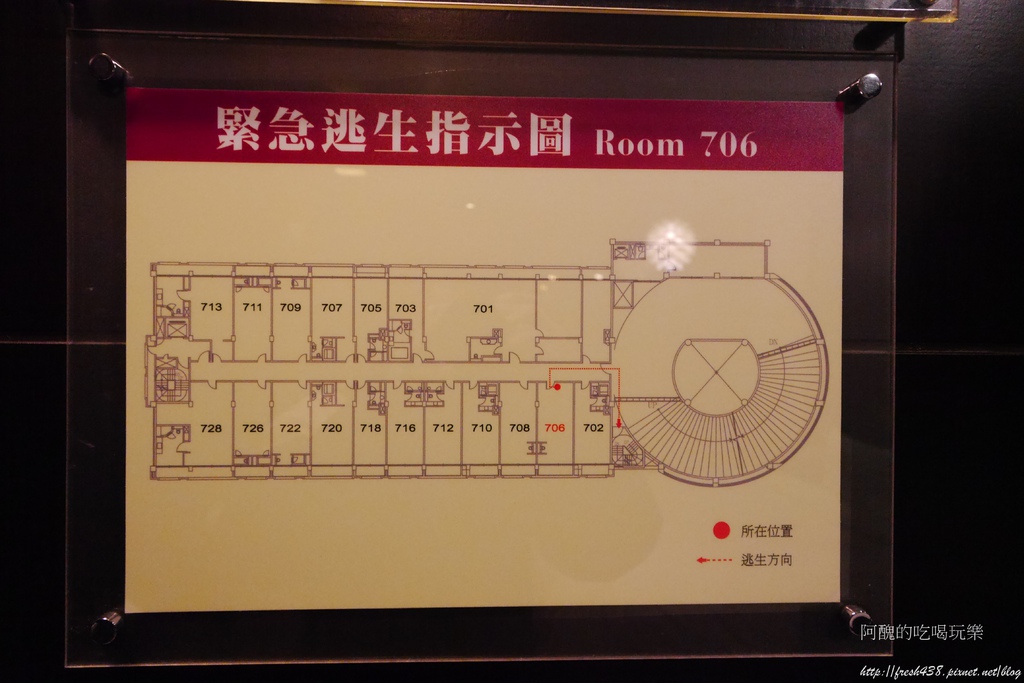 緊急逃生指示圖 Room 706
713 711 709 707 705 703 701
728 726 722 720 718 716 712 710 708 706 702
所在位置
逃生方向
阿醜的吃喝玩樂
http://fresh438.pixnet.net/blog